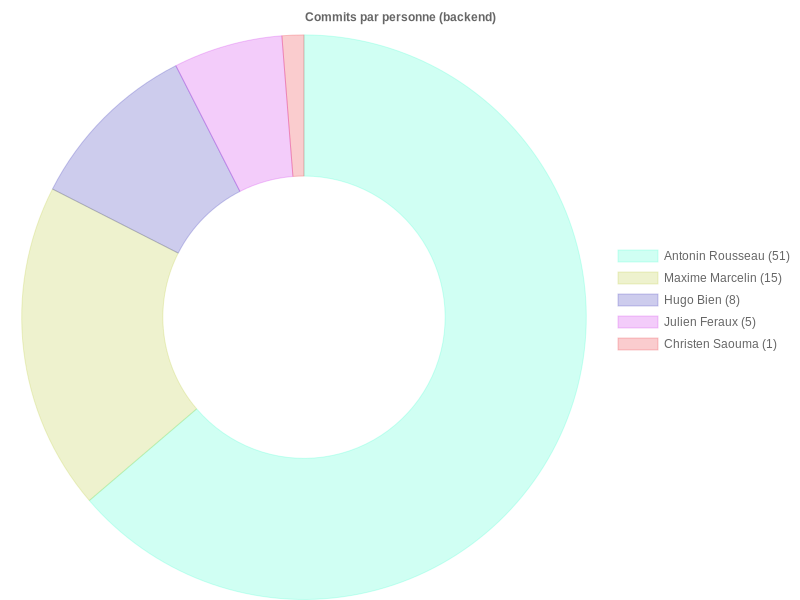 Commits par personne (backend)
Antonin Rousseau (51)
Maxime Marcelin (15)
Hugo Bien (8)
Julien Feraux (5)
Christen Saouma (1)